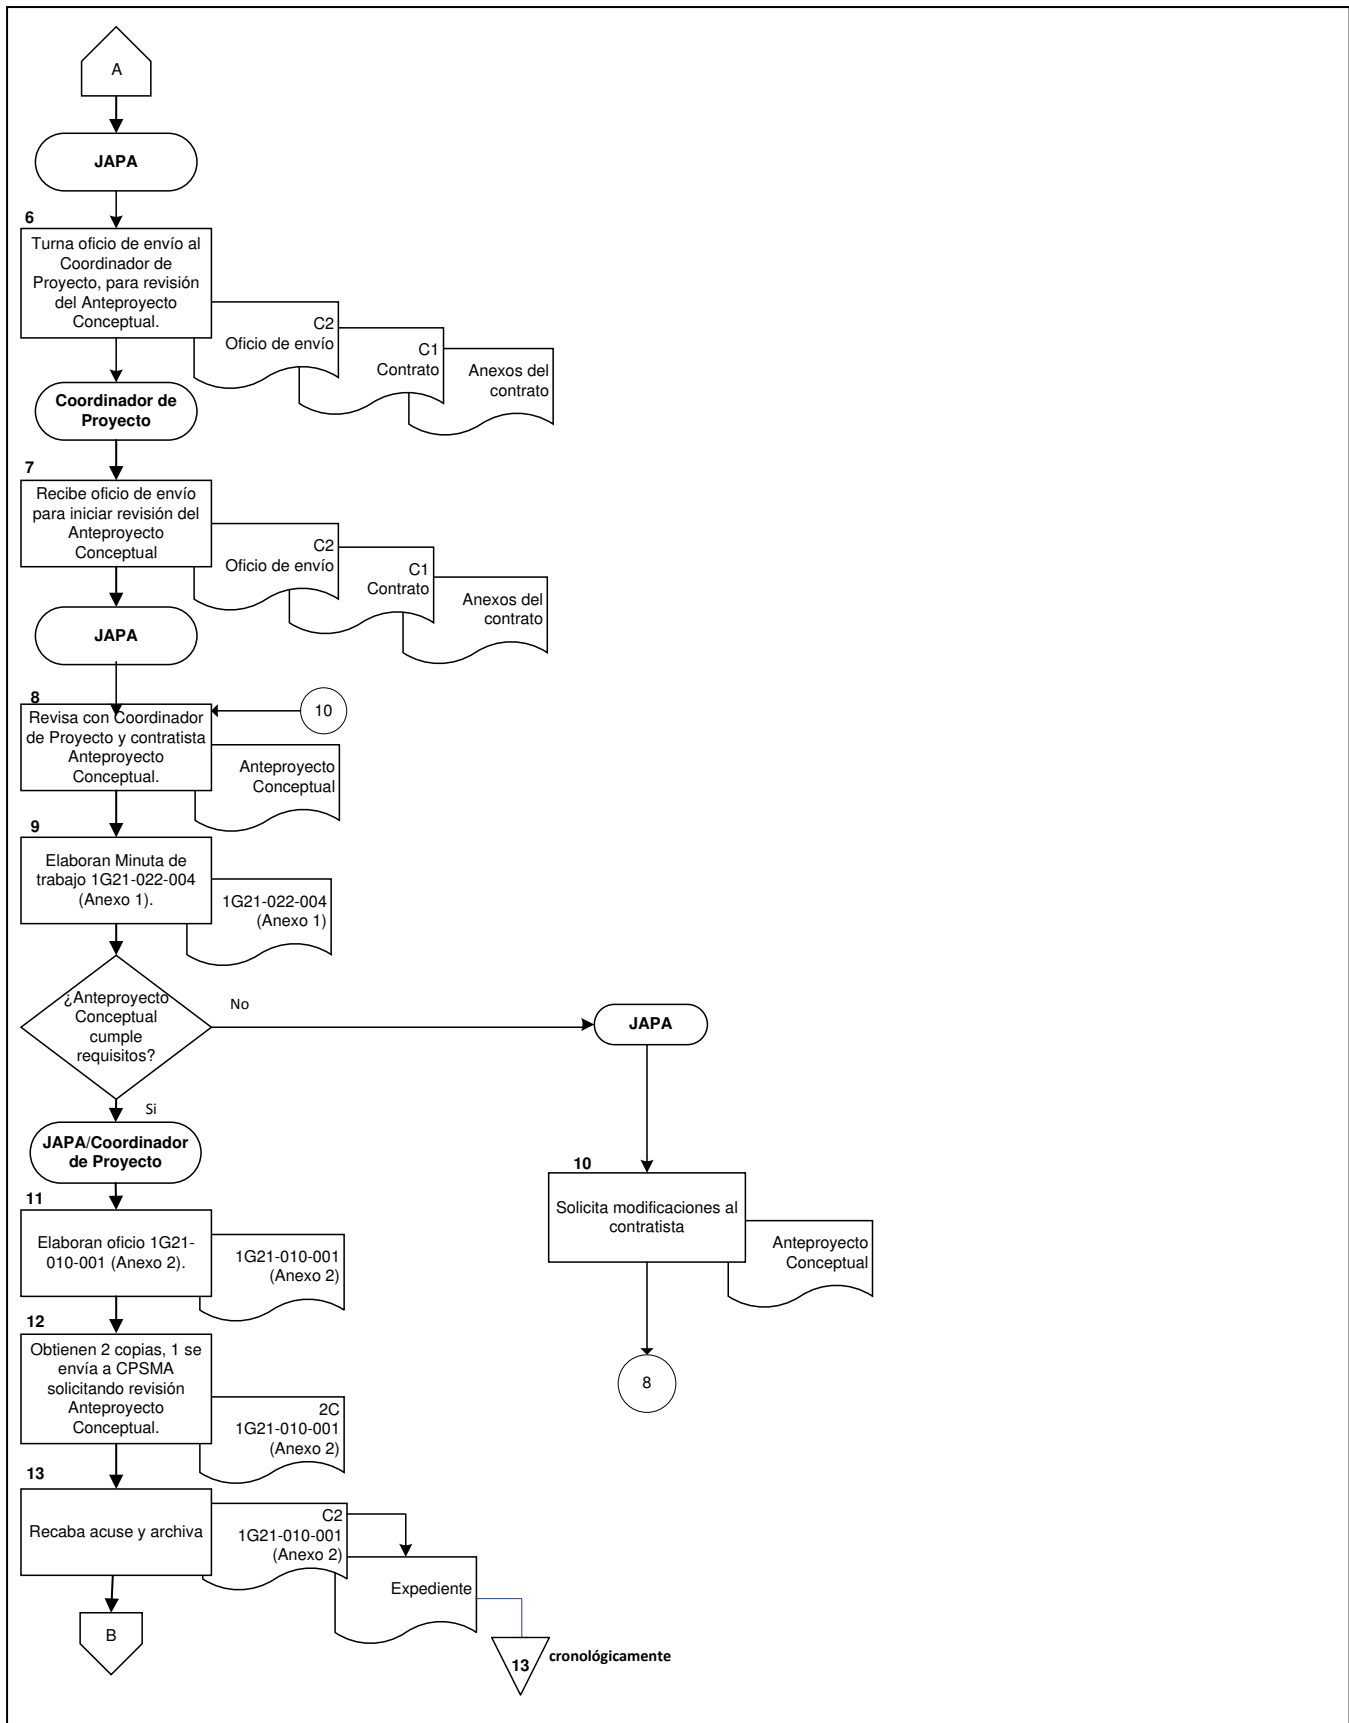 A
JAPA
6
Turna oficio de envío al
Coordinador de
Proyecto, para revisión
del Anteproyecto
Conceptual.
C2
Oficio de envío
C1
Contrato
Anexos del
contrato
Coordinador de
Proyecto
7
Recibe oficio de envío
para iniciar revisión del
Anteproyecto
Conceptual
C2
Oficio de envío
C1
Contrato
Anexos del
contrato
JAPA
8
Revisa con Coordinador
de Proyecto y contratista
Anteproyecto
Conceptual.
10
Anteproyecto
Conceptual
9
Elaboran Minuta de
trabajo 1G21-022-004
(Anexo 1).
1G21-022-004
(Anexo 1)
¿Anteproyecto
Conceptual
cumple
requisitos?
No
JAPA
Si
JAPA/Coordinador
de Proyecto
10
Solicita modificaciones al
contratista
Anteproyecto
Conceptual
8
11
Elaboran oficio 1G21-
010-001 (Anexo 2).
1G21-010-001
(Anexo 2)
12
Obtienen 2 copias, 1 se
envía a CPSMA
solicitando revisión
Anteproyecto
Conceptual.
2C
1G21-010-001
(Anexo 2)
13
Recaba acuse y archiva
C2
1G21-010-001
(Anexo 2)
Expediente
13
cronológicamente
B